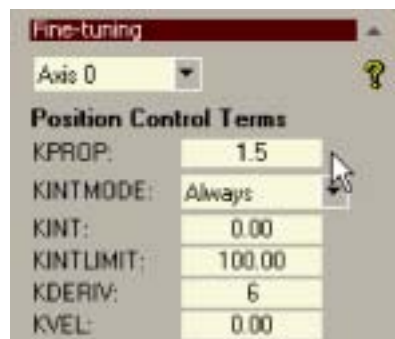 Fine-tuning
Axis 0
Position Control Terms
KPROP: 1.5
KINTMODE: Always
KINT: 0.00
KINTLIMIT: 100.00
KDERIV: 6
KVEL: 0.00